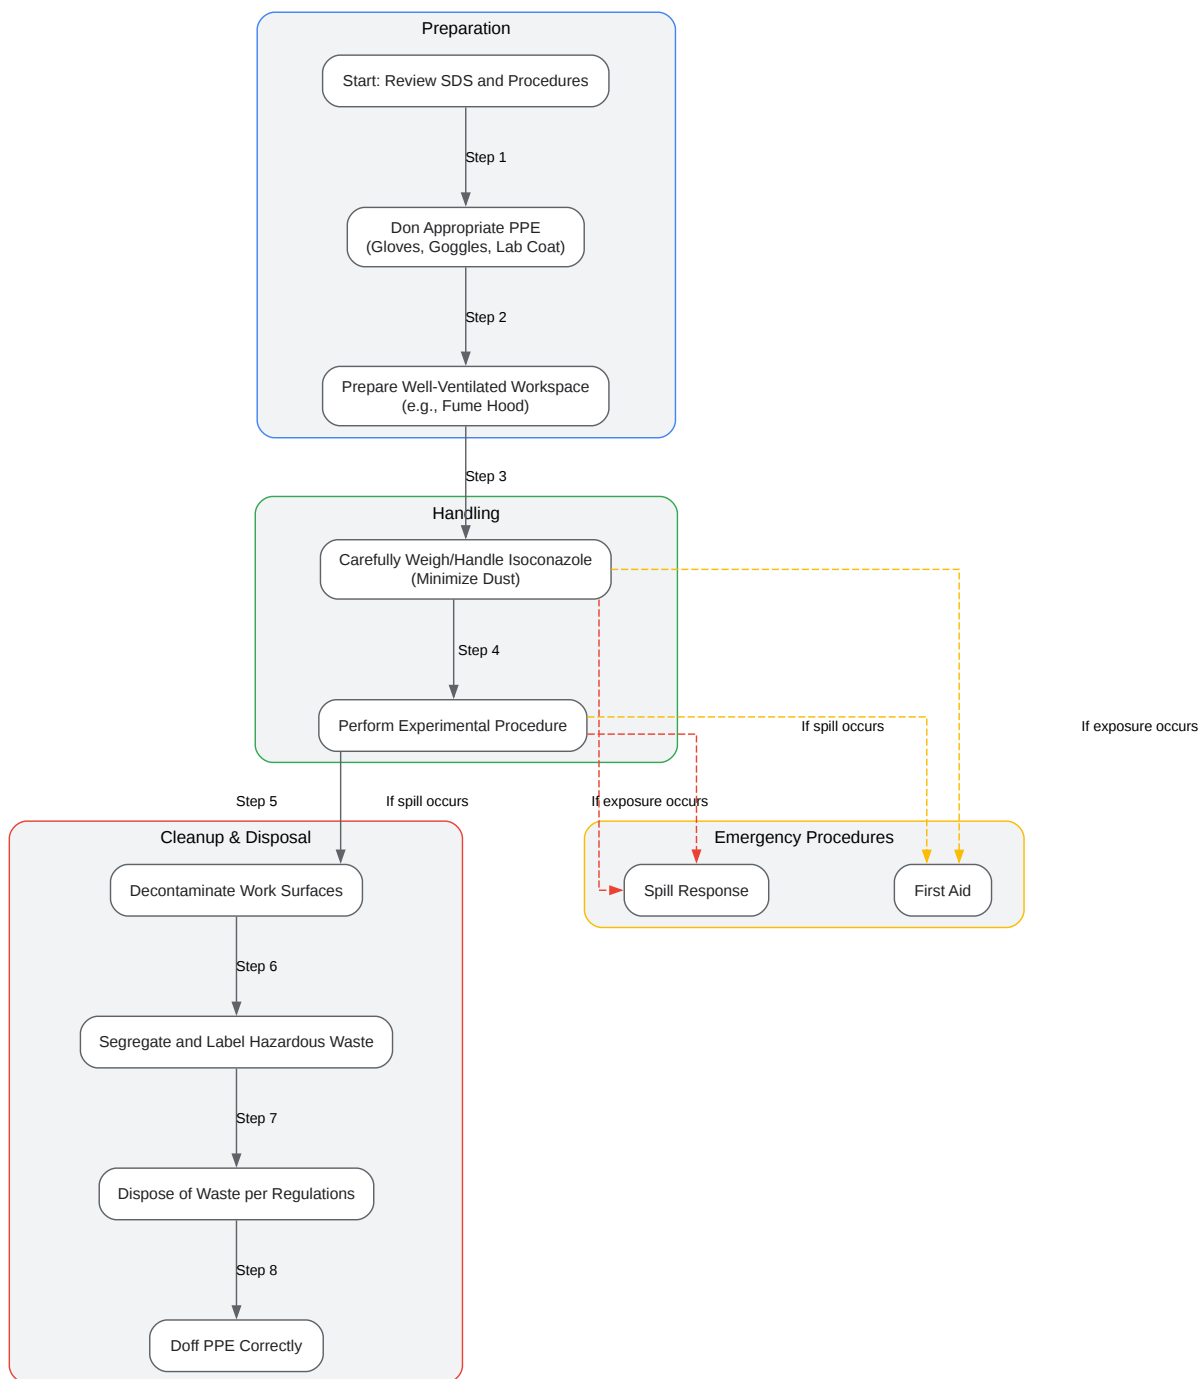 Preparation
Start: Review SDS and Procedures
Step 1
Don Appropriate PPE
(Gloves, Goggles, Lab Coat)
Step 2
Prepare Well-Ventilated Workspace
(e.g., Fume Hood)
Step 3
Handling
Carefully Weigh/Handle Isoconazole
(Minimize Dust)
Step 4
Perform Experimental Procedure
If spill occurs
If exposure occurs
Step 5
If spill occurs
If exposure occurs
Cleanup & Disposal
Emergency Procedures
Decontaminate Work Surfaces
Spill Response
First Aid
Step 6
Segregate and Label Hazardous Waste
Step 7
Dispose of Waste per Regulations
Step 8
Doff PPE Correctly